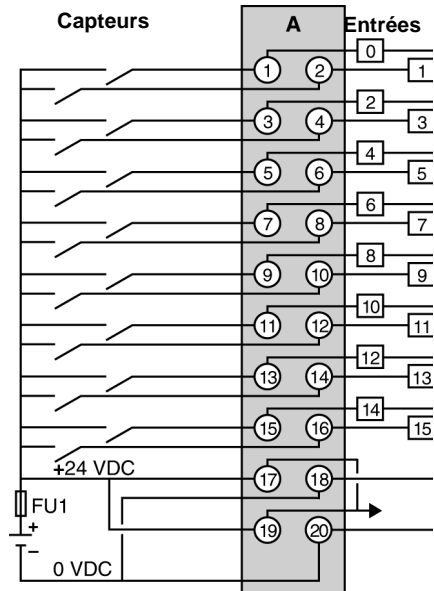 Capteurs A Entrées
0
1 2 1
2
3 4 3
4
5 6 5
6
7 8 7
8
9 10 9
10
11 12 11
12
13 14 13
14
15 16 15
+24 VDC
17 18
FU1
+
19 20
–
0 VDC